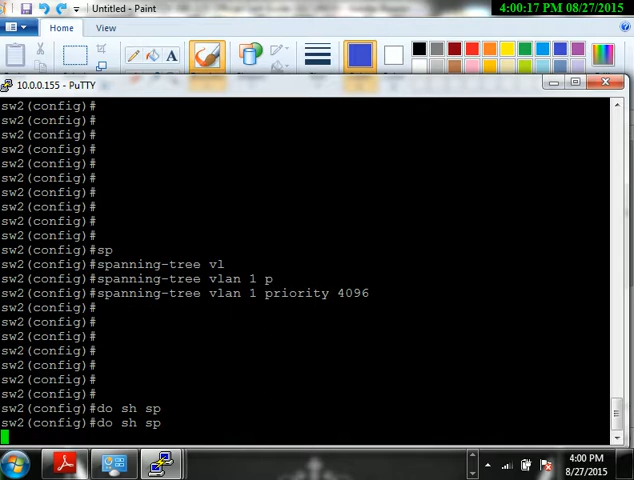 Untitled - Paint
4:00:17 PM 08/27/2015
Home
View
A
10.0.0.155 - PuTTY
sw2(config)#
sw2(config)#
sw2(config)#
sw2(config)#
sw2(config)#
sw2(config)#
sw2(config)#
sw2(config)#
sw2(config)#
sw2(config)#
sw2(config)#sp
sw2(config)#spanning-tree vl
sw2(config)#spanning-tree vlan 1 p
sw2(config)#spanning-tree vlan 1 priority 4096
sw2(config)#
sw2(config)#
sw2(config)#
sw2(config)#
sw2(config)#
sw2(config)#
sw2(config)#
sw2(config)#do sh sp
sw2(config)#do sh sp
4:00 PM
8/27/2015